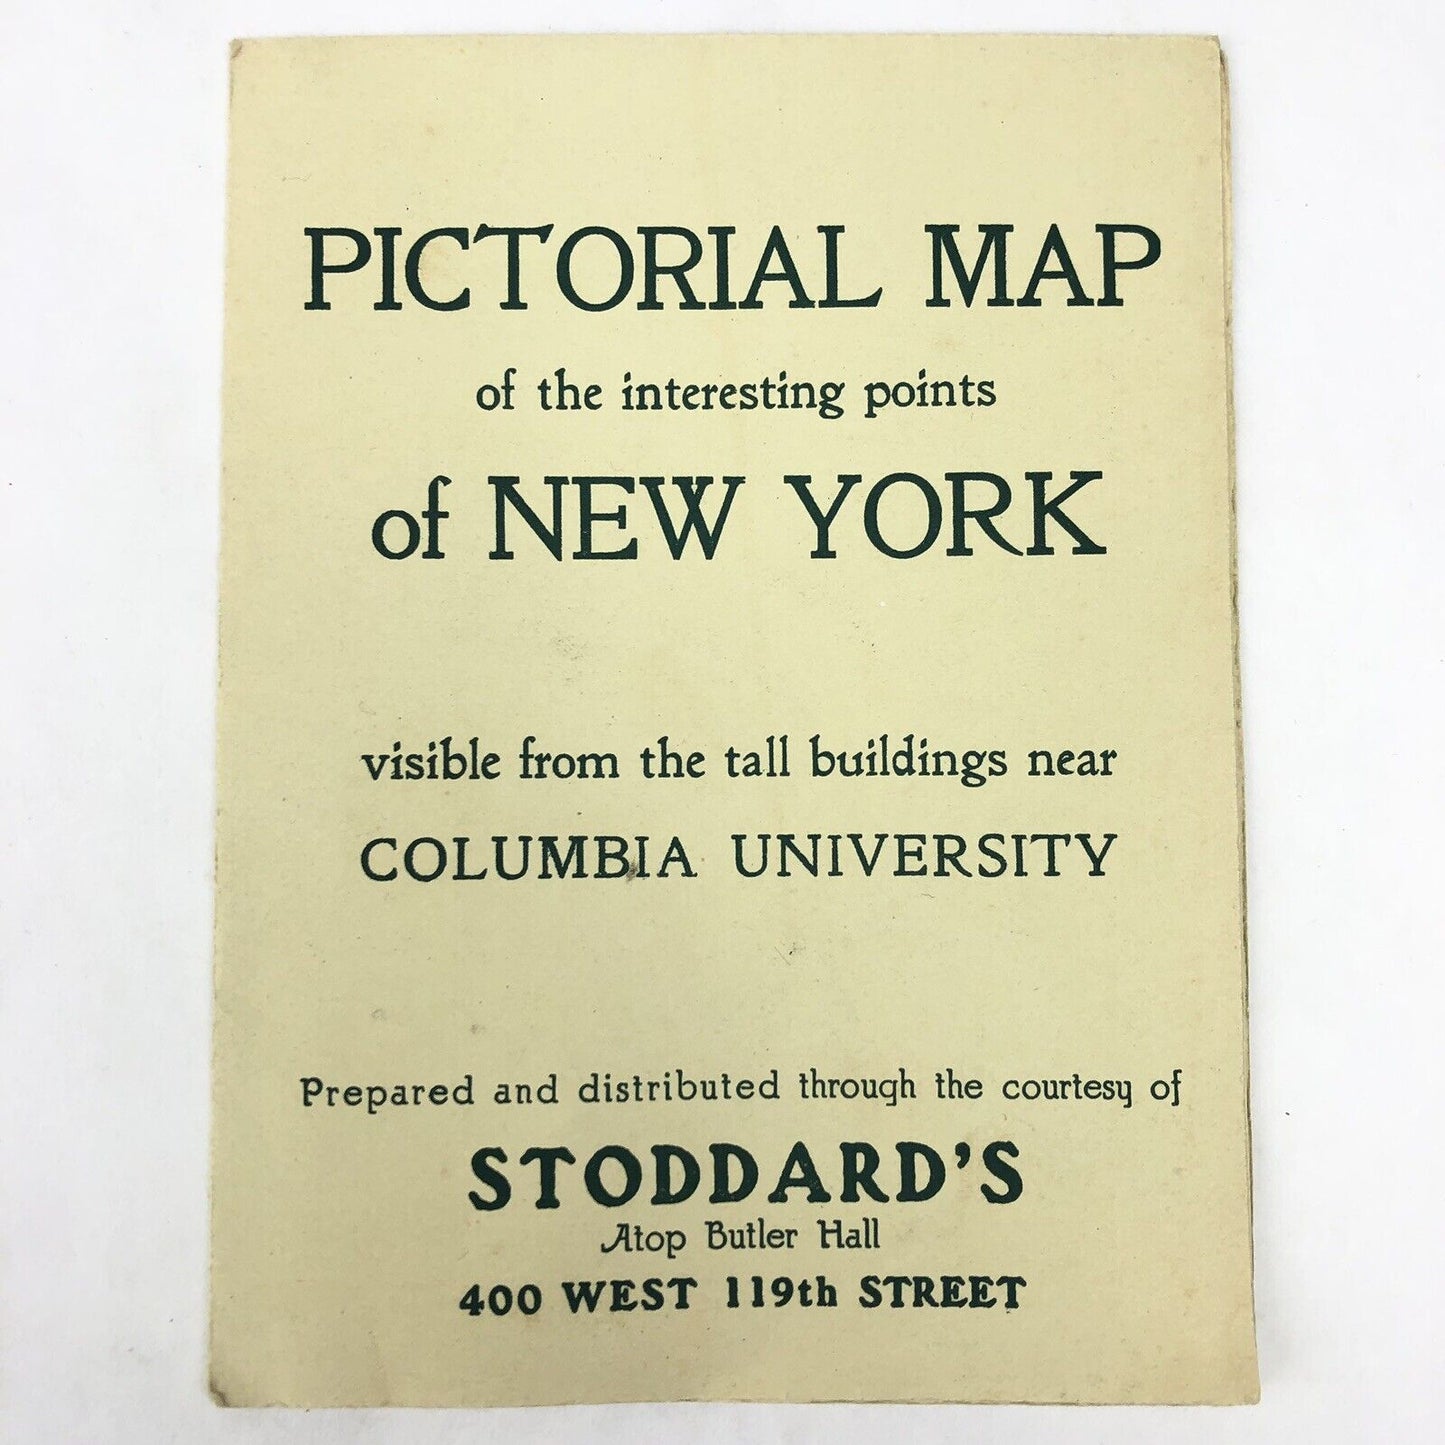 PICTORIAL MAP
of the interesting points
of NEW YORK
visible from the tall buildings near
COLUMBIA UNIVERSITY
Prepared and distributed through the courtesy of
STODDARD'S
Atop Butler Hall
400 WEST 119th STREET